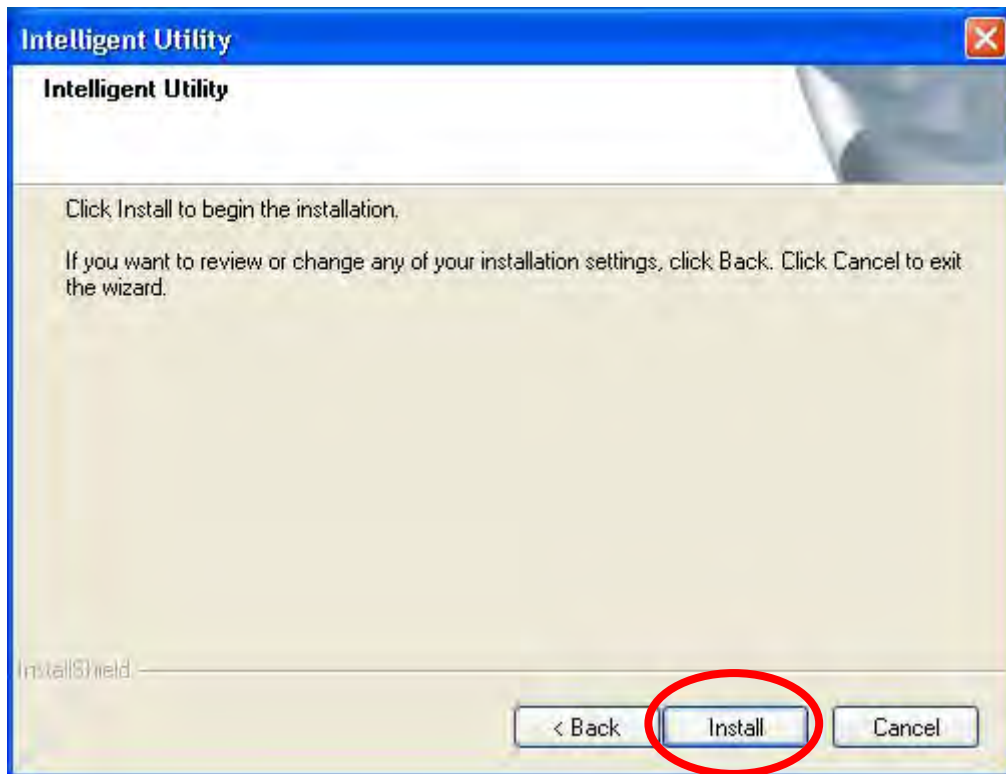 Intelligent Utility
Intelligent Utility
Click Install to begin the installation.
If you want to review or change any of your installation settings, click Back. Click Cancel to exit
the wizard.
InstallShield
< Back Install Cancel